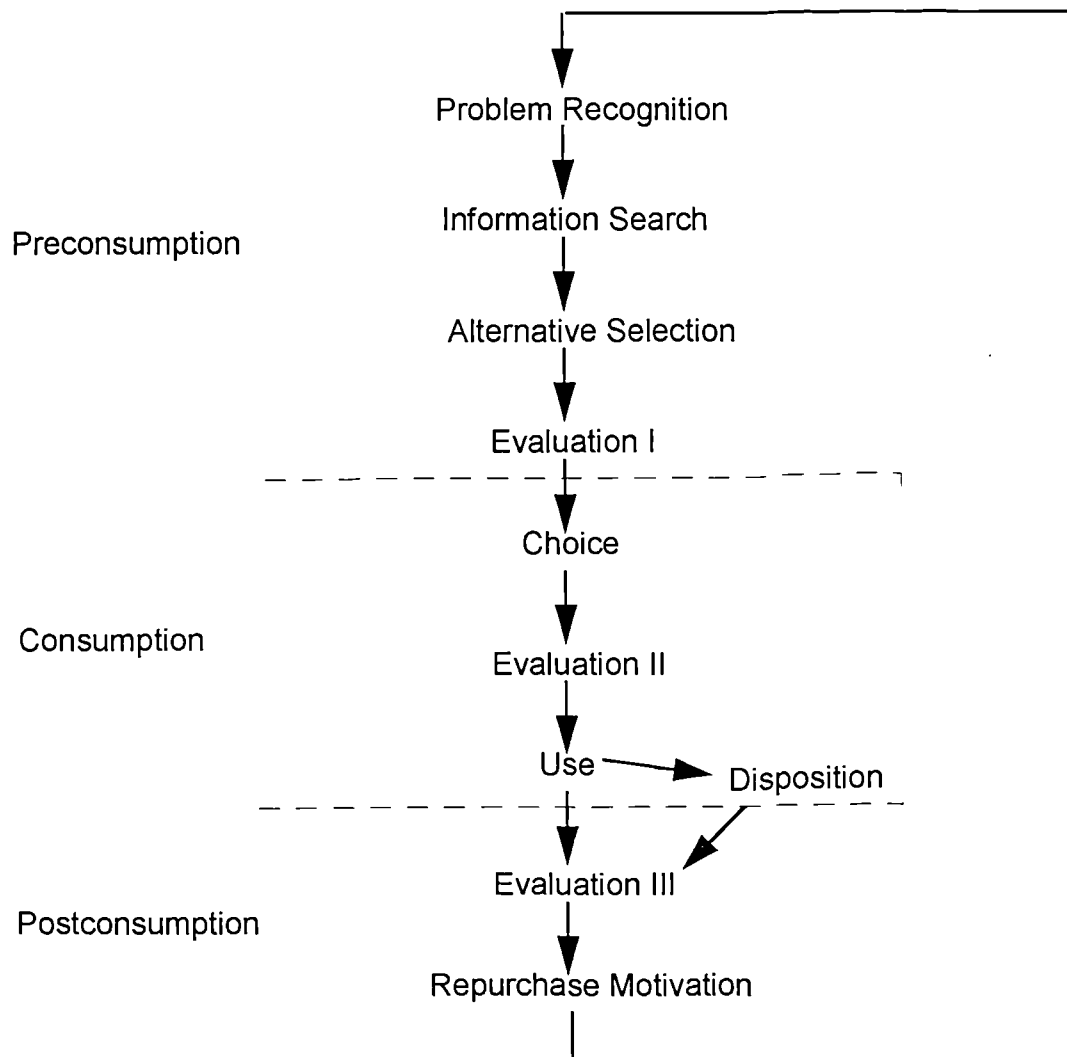 Problem Recognition
Information Search
Preconsumption
Alternative Selection
Evaluation I
Choice
Consumption
Evaluation II
Use
Disposition
Evaluation III
Postconsumption
Repurchase Motivation